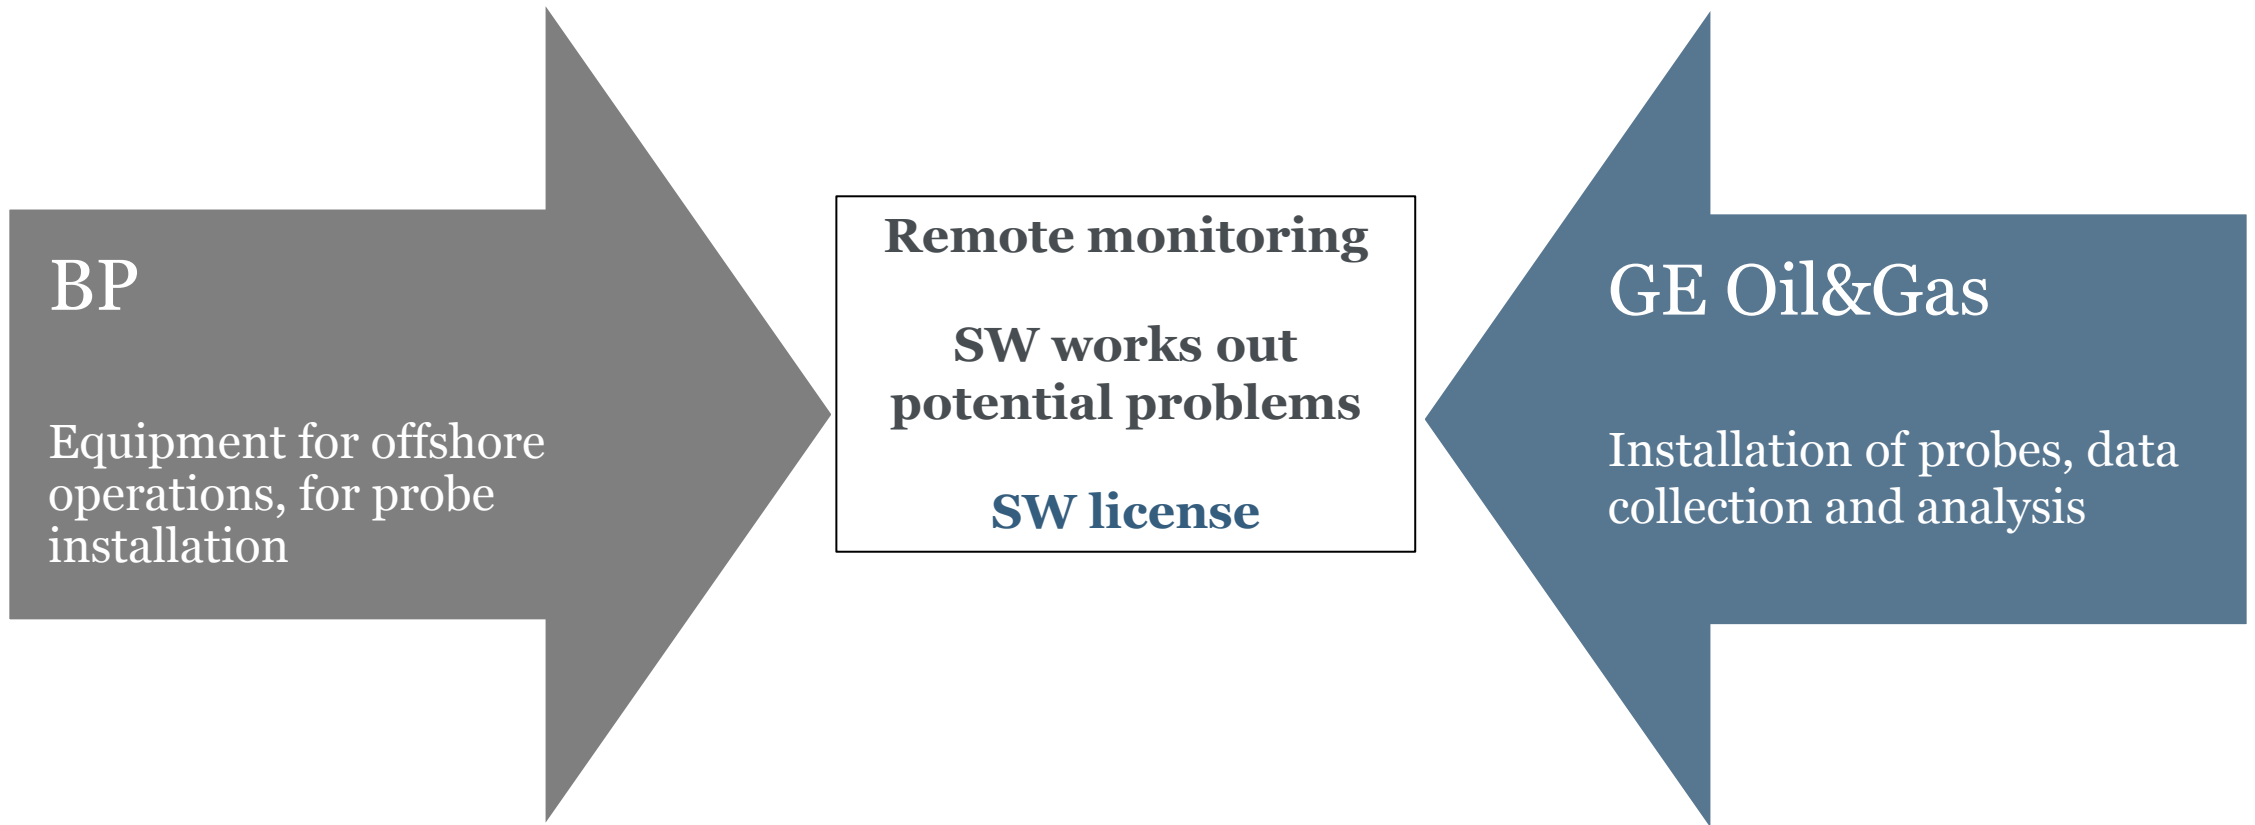 BP
Equipment for offshore
operations, for probe
installation
Remote monitoring
SW works out
potential problems
SW license
GE Oil&Gas
Installation of probes, data
collection and analysis